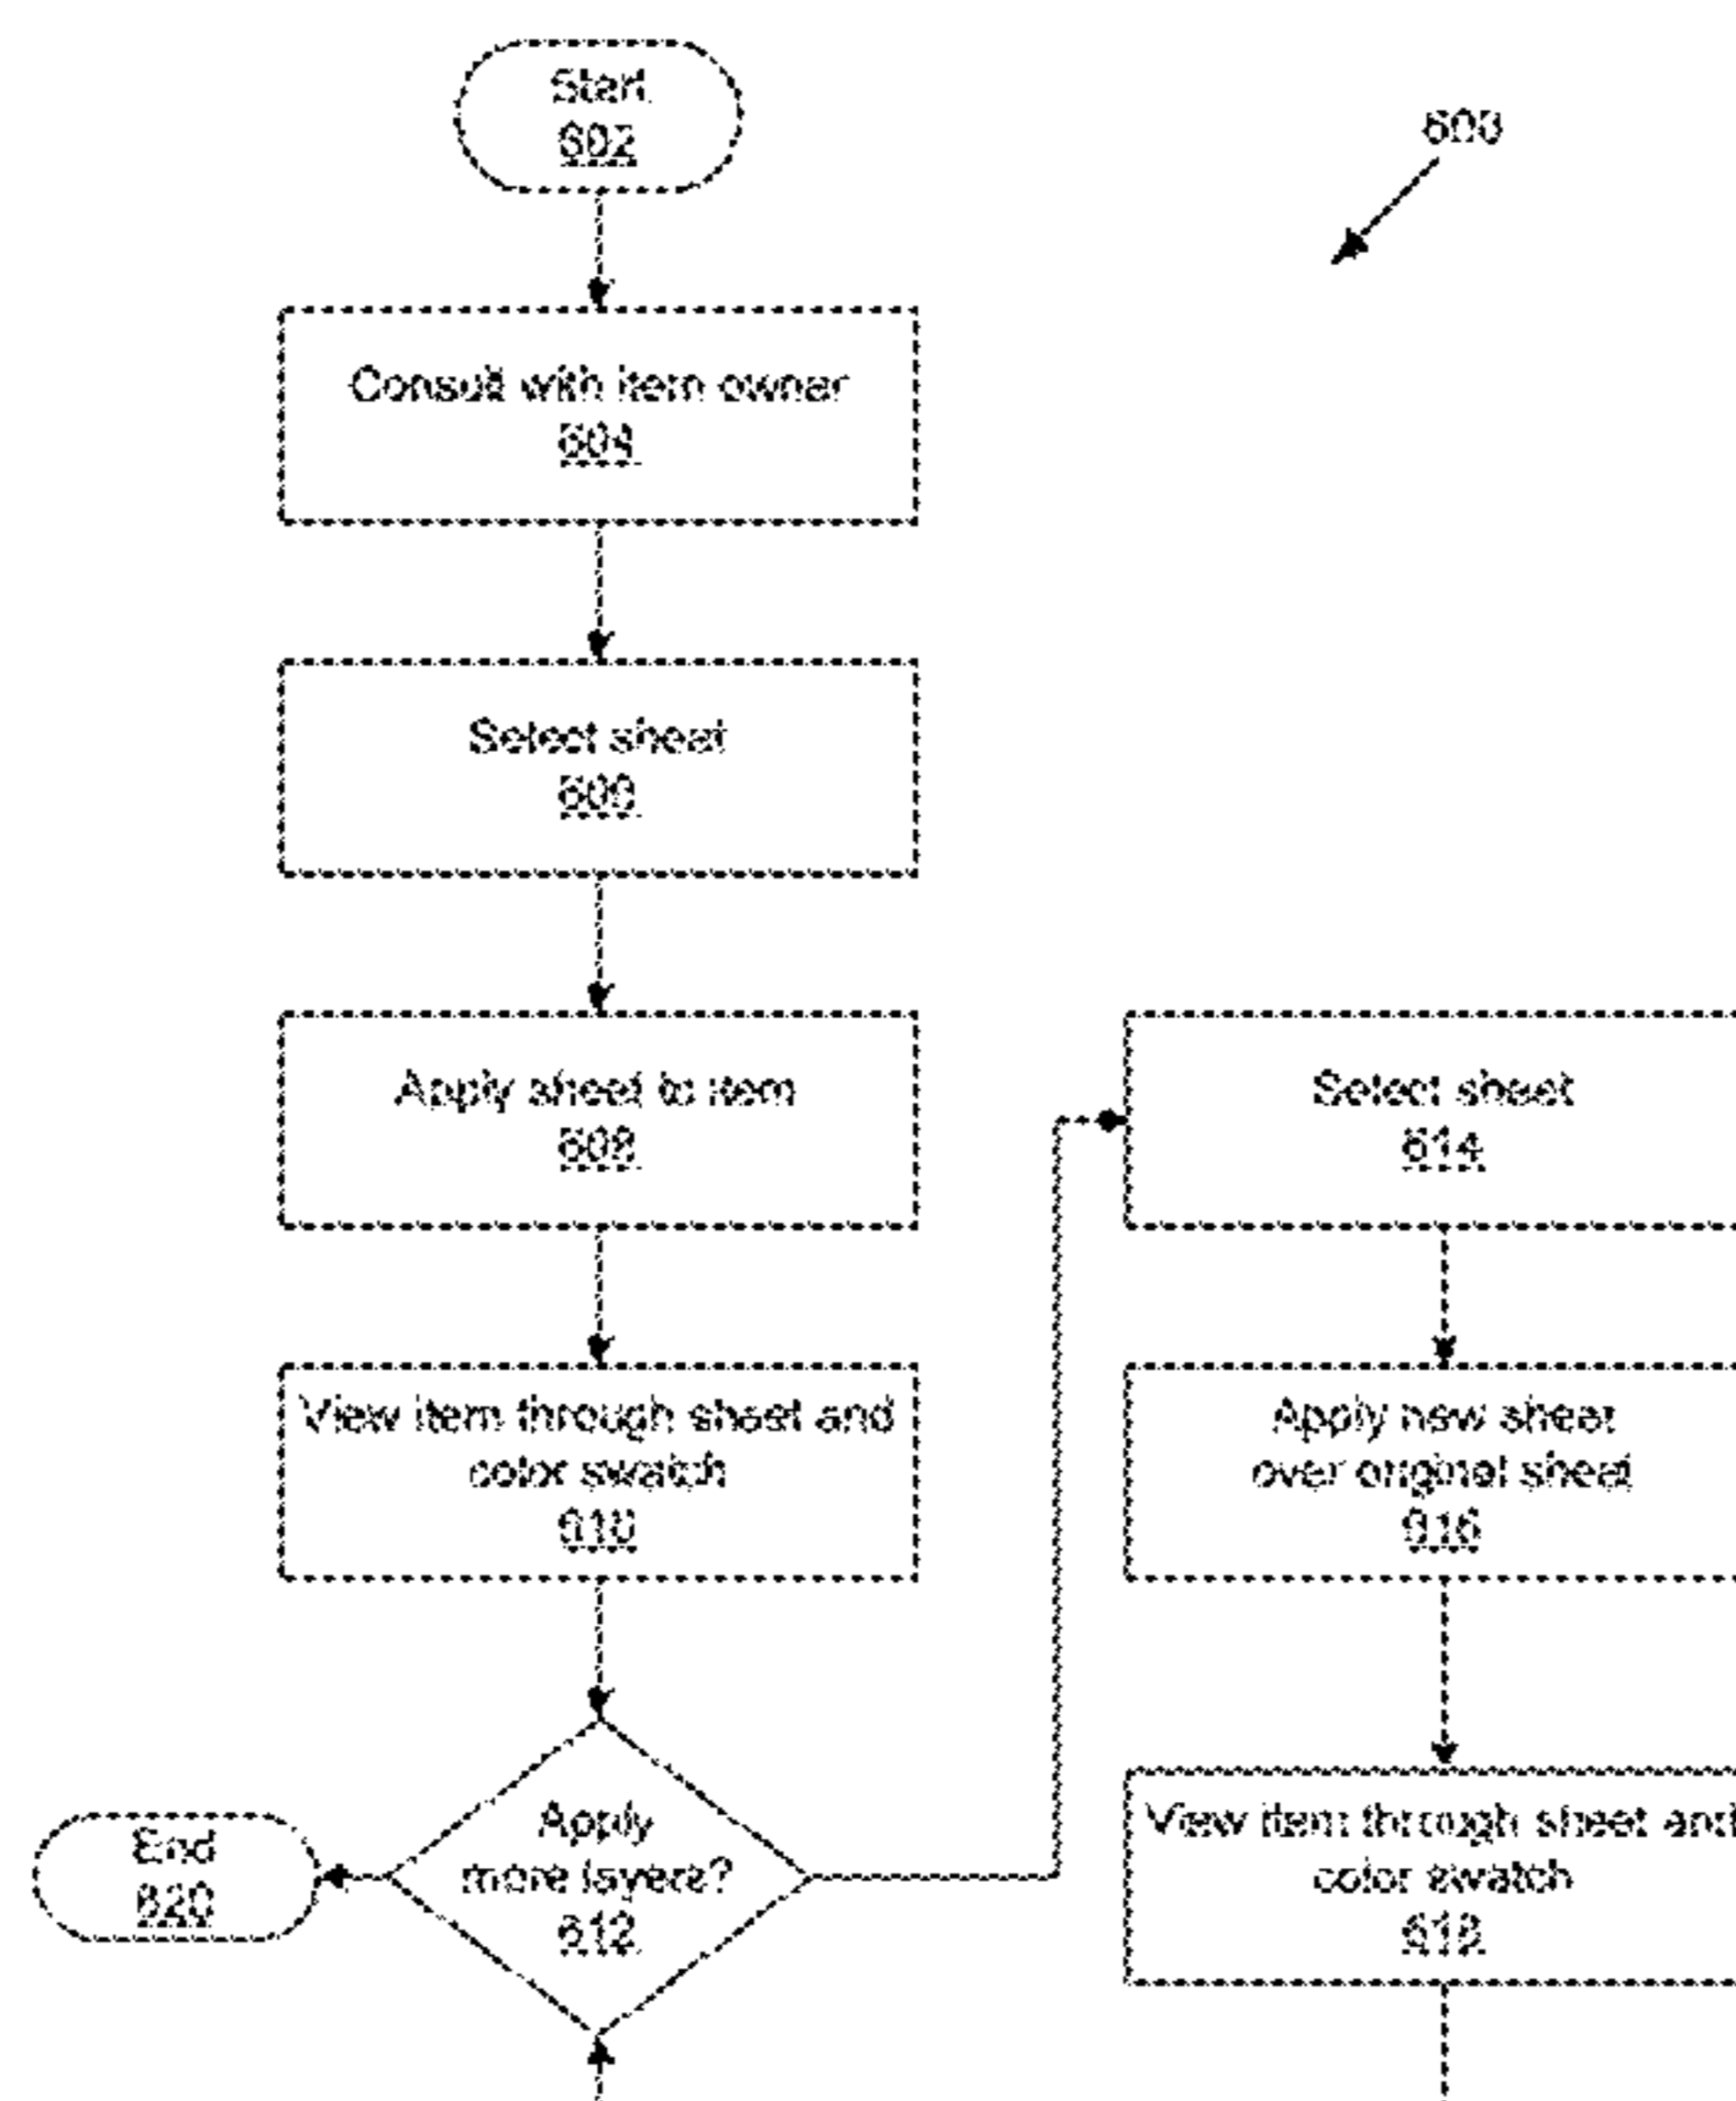 Start
602
600
Consult with item owner
604
Select sheet
606
Apply sheet to item
608
View item through sheet and
color swatch
610
Apply
more layers?
612
End
620
Select sheet
614
Apply new sheet
over original sheet
616
View item through sheet and
color swatch
618